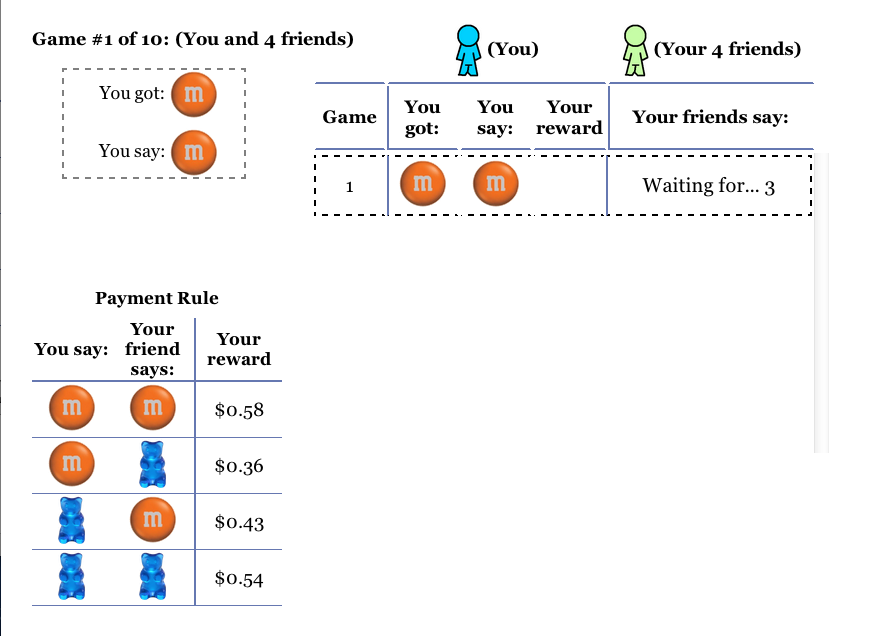 Game #1 of 10: (You and 4 friends)
You got: m
You say: m
(You)
(Your 4 friends)
Game
You got:
You say:
Your reward
Your friends say:
1
m
m
Waiting for... 3
Payment Rule
You say:
Your friend says:
Your reward
m
m
$0.58
m
$0.36
m
$0.43
$0.54